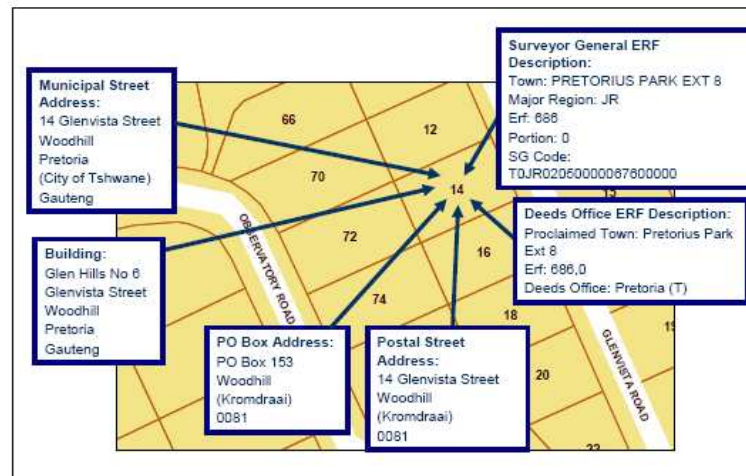 Municipal Street
Address:
14 Glenvista Street
Woodhill
Pretoria
(City of Tshwane)
Gauteng
Surveyor General ERF
Description:
Town: PRETORIUS PARK EXT 8
Major Region: JR
Erf: 686
Portion: 0
SG Code:
T0JR02050000067600000
Building:
Glen Hills No 6
Glenvista Street
Woodhill
Pretoria
Gauteng
Deeds Office ERF Description:
Proclaimed Town: Pretorius Park
Ext 8
Erf: 686,0
Deeds Office: Pretoria (T)
PO Box Address:
PO Box 153
Woodhill
(Kromdraai)
0081
Postal Street
Address:
14 Glenvista Street
Woodhill
(Kromdraai)
0081
66
12
70
14
72
16
74
18
20
OBSERVATORY ROAD
GLENVISTA ROAD